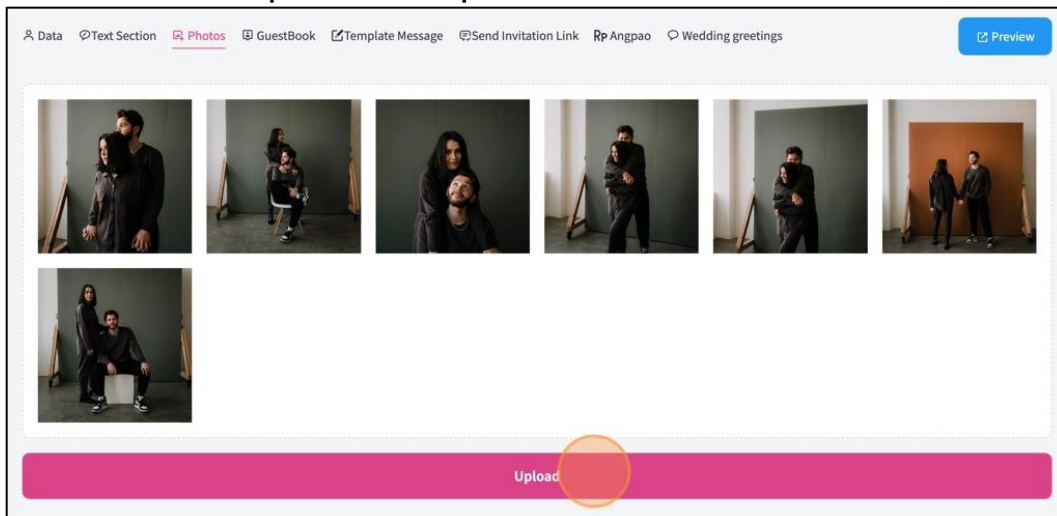 Data Text Section Photos GuestBook Template Message Send Invitation Link Rp Angpao Wedding greetings Preview
Upload